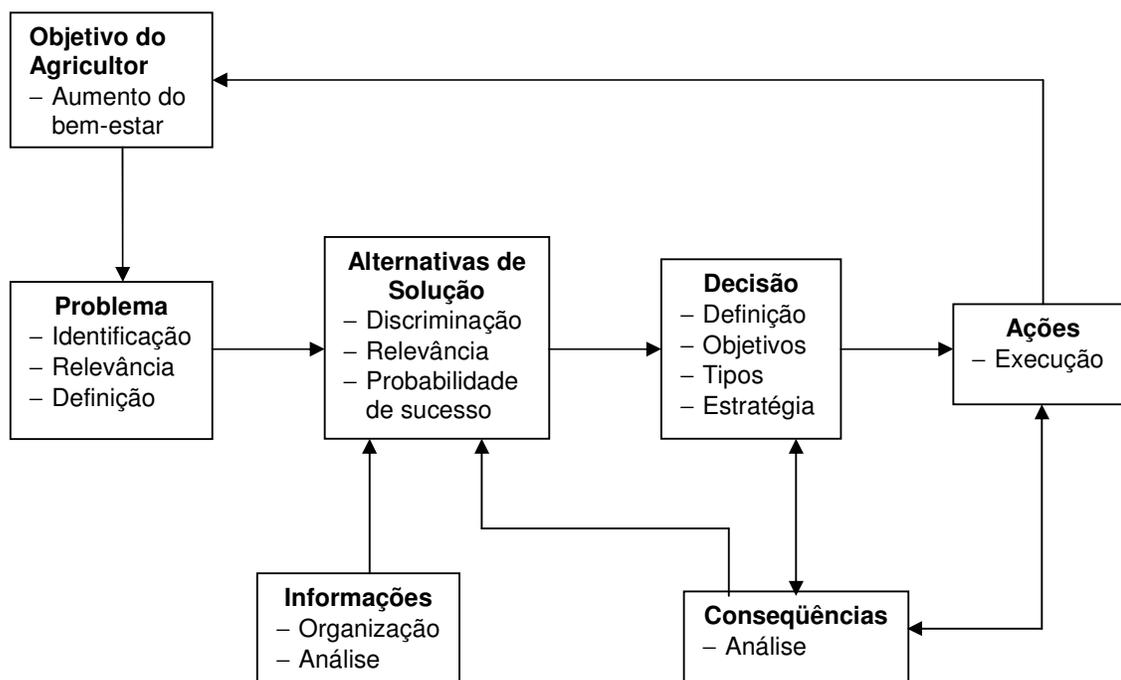 Objetivo do
Agricultor
– Aumento do
bem-estar
Problema
– Identificação
– Relevância
– Definição
Alternativas de
Solução
– Discriminação
– Relevância
– Probabilidade
de sucesso
Decisão
– Definição
– Objetivos
– Tipos
– Estratégia
Ações
– Execução
Informações
– Organização
– Análise
Conseqüências
– Análise